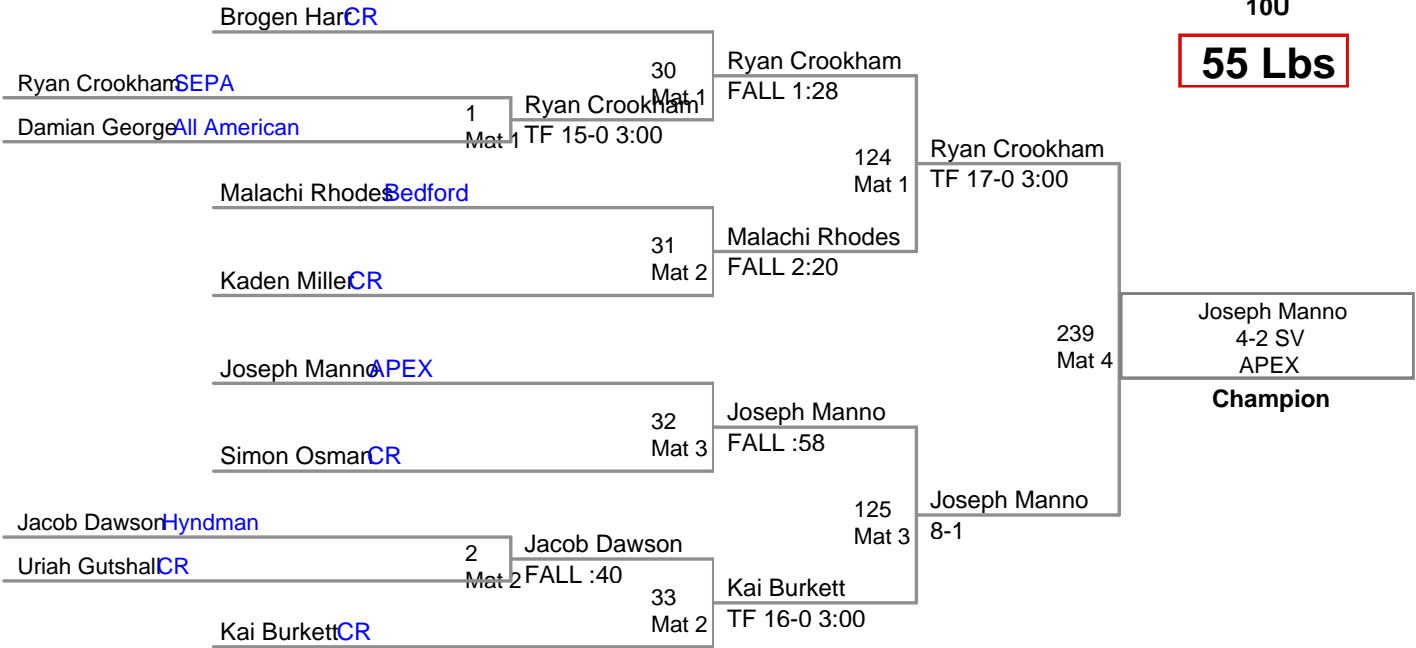 10U
55 Lbs
Brogen Harr CR
Ryan Crookham SEPA
Damian George All American
1
Mat 1
Ryan Crookham
TF 15-0 3:00
30
Mat 1
Ryan Crookham
FALL 1:28
Malachi Rhodes Bedford
Kaden Miller CR
31
Mat 2
Malachi Rhodes
FALL 2:20
124
Mat 1
Ryan Crookham
TF 17-0 3:00
Joseph Manno APEX
Simon Osman CR
32
Mat 3
Joseph Manno
FALL :58
Jacob Dawson Hyndman
Uriah Gutshall CR
2
Mat 2
Jacob Dawson
FALL :40
Kai Burkett CR
33
Mat 2
Kai Burkett
TF 16-0 3:00
125
Mat 3
Joseph Manno
8-1
239
Mat 4
Joseph Manno
4-2 SV
APEX
Champion